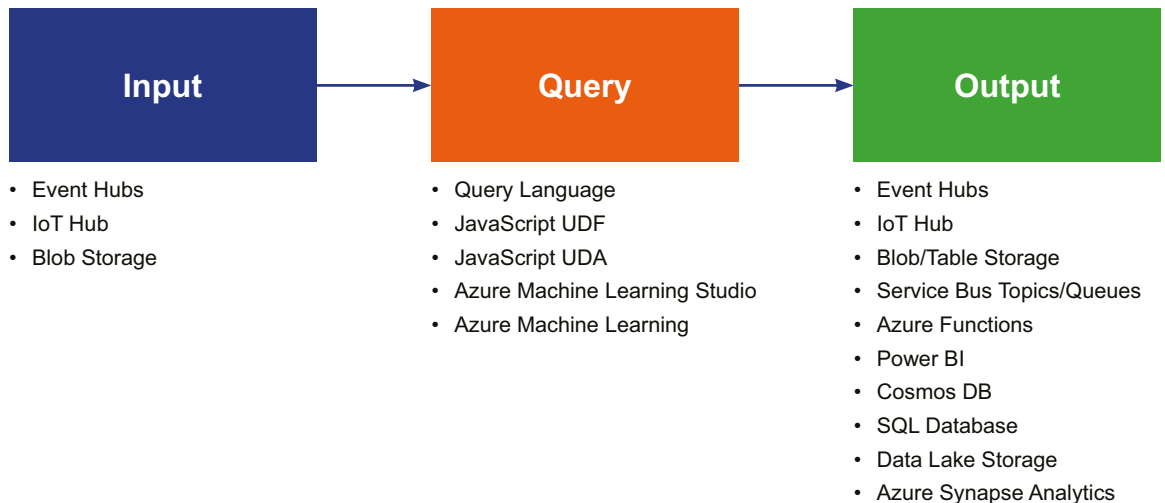 Input
• Event Hubs
• IoT Hub
• Blob Storage
Query
• Query Language
• JavaScript UDF
• JavaScript UDA
• Azure Machine Learning Studio
• Azure Machine Learning
Output
• Event Hubs
• IoT Hub
• Blob/Table Storage
• Service Bus Topics/Queues
• Azure Functions
• Power BI
• Cosmos DB
• SQL Database
• Data Lake Storage
• Azure Synapse Analytics